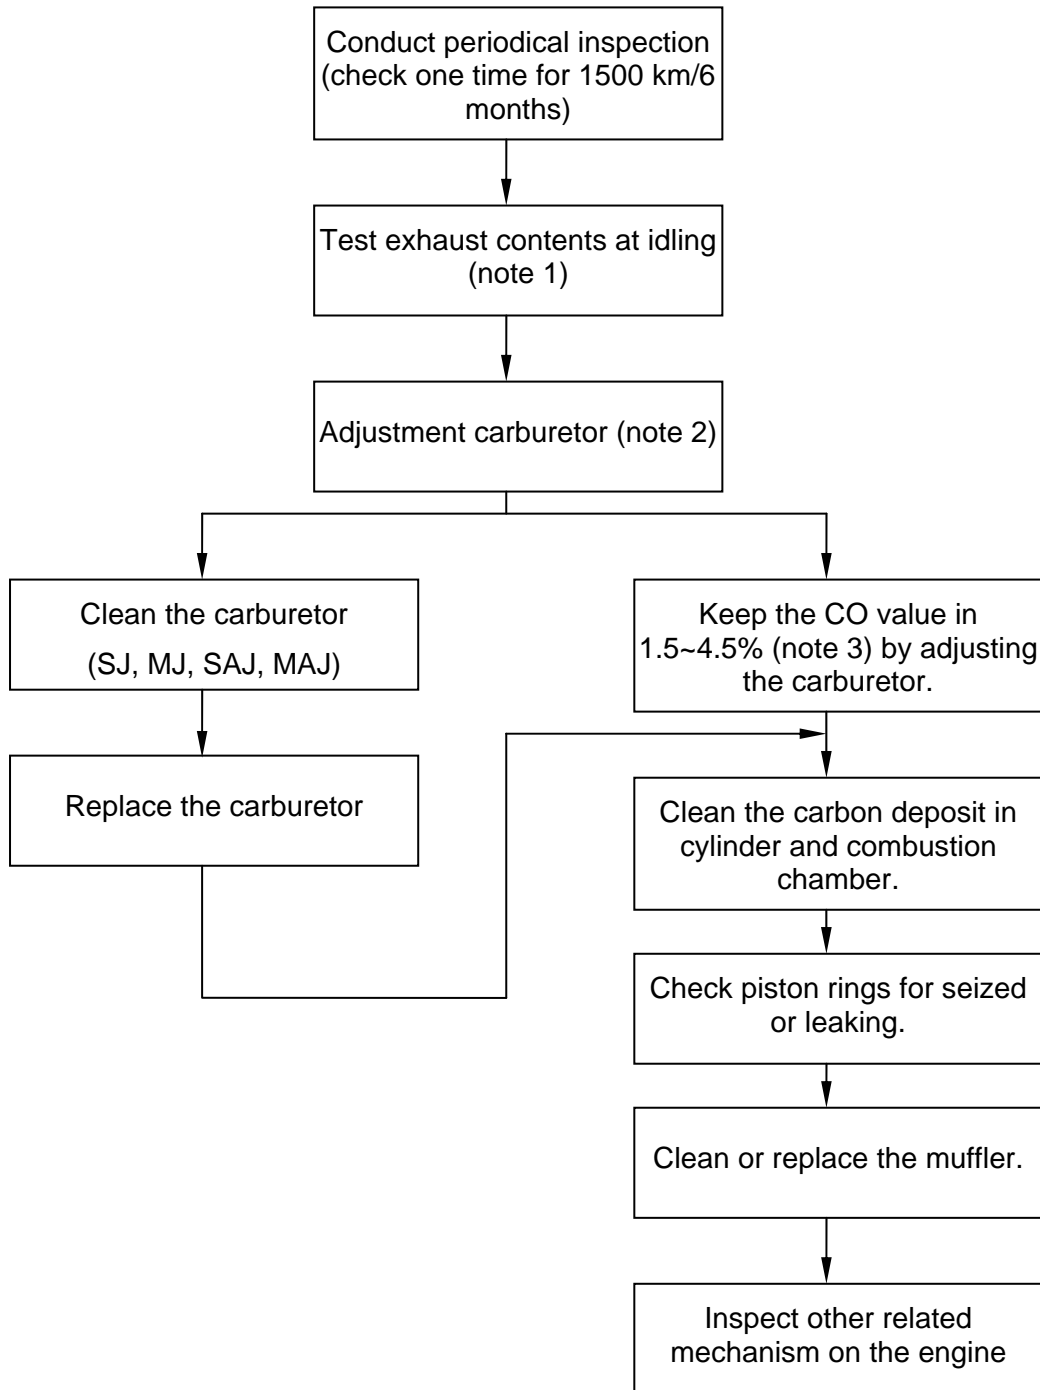 Conduct periodical inspection
(check one time for 1500 km/6
months)
Test exhaust contents at idling
(note 1)
Adjustment carburetor (note 2)
Clean the carburetor
(SJ, MJ, SAJ, MAJ)
Replace the carburetor
Keep the CO value in
1.5~4.5% (note 3) by adjusting
the carburetor.
Clean the carbon deposit in
cylinder and combustion
chamber.
Check piston rings for seized
or leaking.
Clean or replace the muffler.
Inspect other related
mechanism on the engine